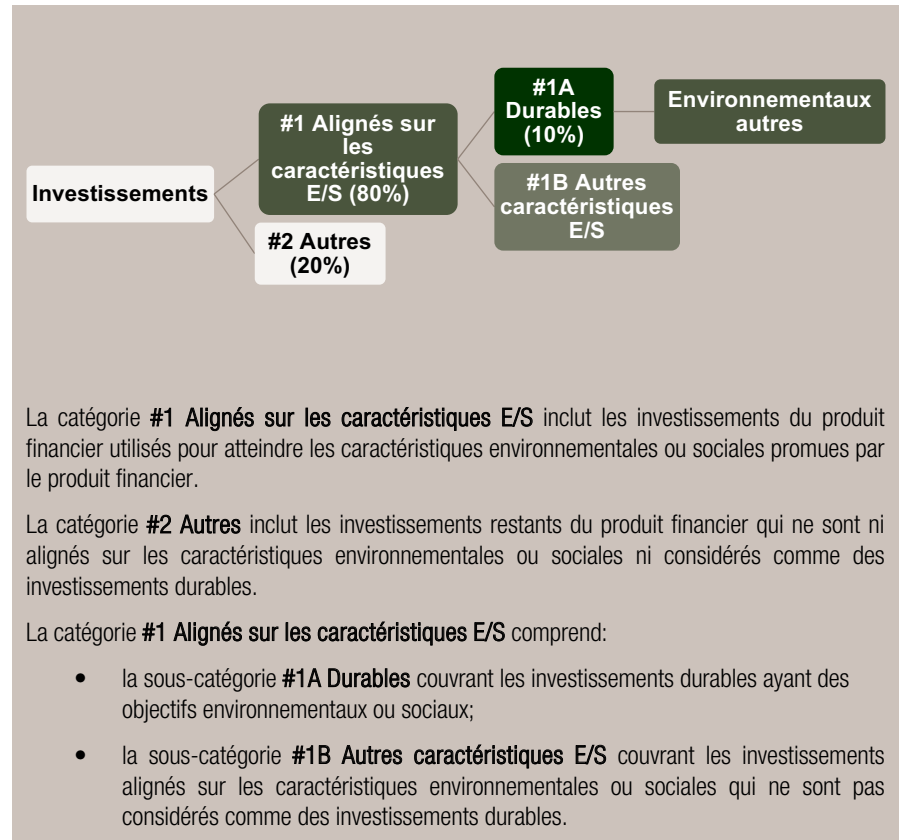 Investissements
#1 Alignés sur
les
caractéristiques
E/S (80%)
#2 Autres
(20%)
#1A
Durables
(10%)
#1B Autres
caractéristiques
E/S
Environnementaux
autres
La catégorie #1 Alignés sur les caractéristiques E/S inclut les investissements du produit
financier utilisés pour atteindre les caractéristiques environnementales ou sociales promues par
le produit financier.
La catégorie #2 Autres inclut les investissements restants du produit financier qui ne sont ni
alignés sur les caractéristiques environnementales ou sociales ni considérés comme des
investissements durables.
La catégorie #1 Alignés sur les caractéristiques E/S comprend:
• la sous-catégorie #1A Durables couvrant les investissements durables ayant des
objectifs environnementaux ou sociaux;
• la sous-catégorie #1B Autres caractéristiques E/S couvrant les investissements
alignés sur les caractéristiques environnementales ou sociales qui ne sont pas
considérés comme des investissements durables.